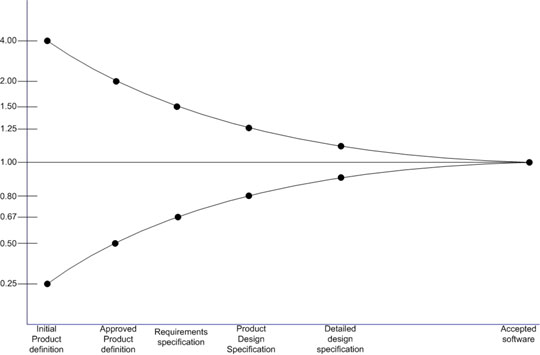 4.00
2.00
1.50
1.25
1.00
0.80
0.67
0.50
0.25
Initial
Product
definition
Approved
Product
definition
Requirements
specification
Product
Design
Specification
Detailed
design
specification
Accepted
software